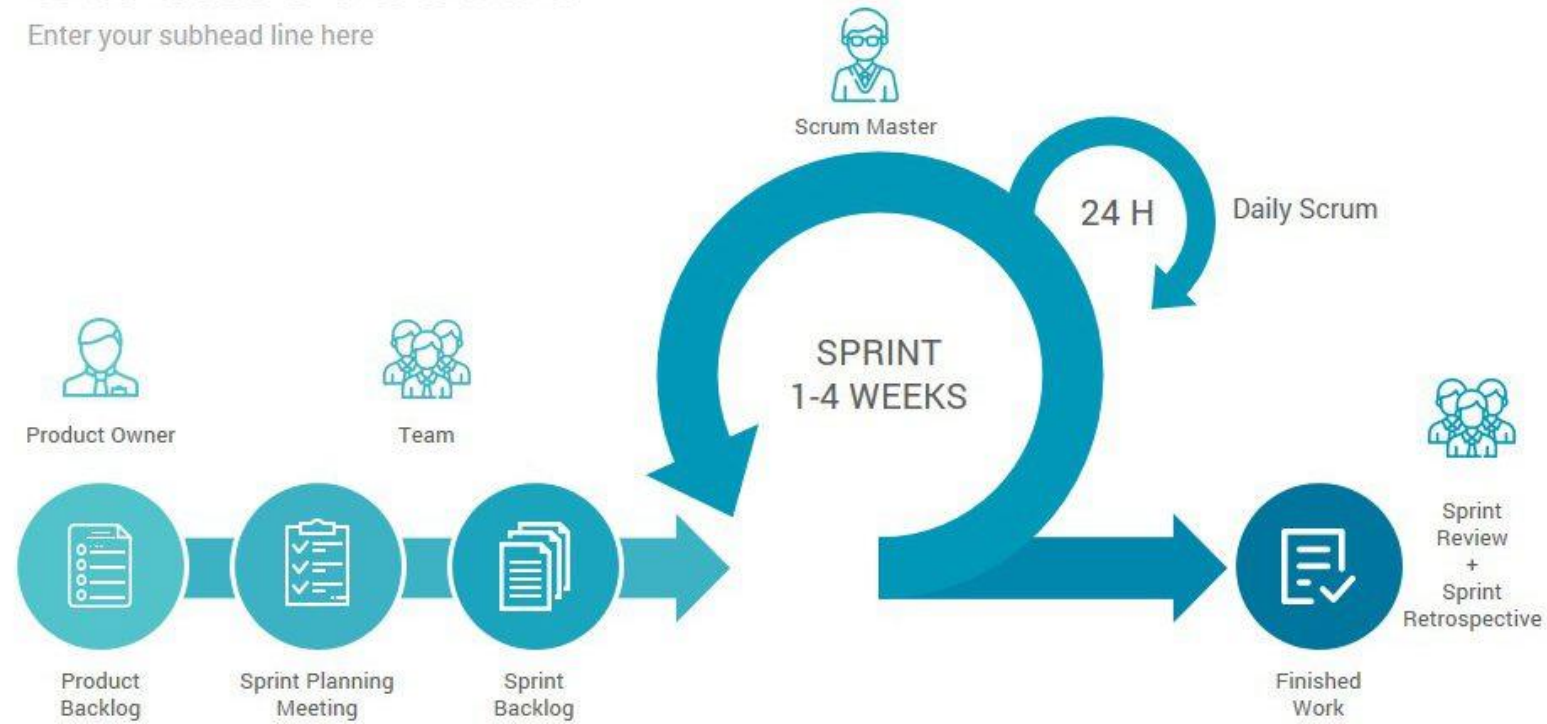 Enter your subhead line here
Scrum Master
24 H
Daily Scrum
SPRINT
1-4 WEEKS
Product Owner
Team
Sprint
Review
+
Sprint
Retrospective
Product
Backlog
Sprint Planning
Meeting
Sprint
Backlog
Finished
Work